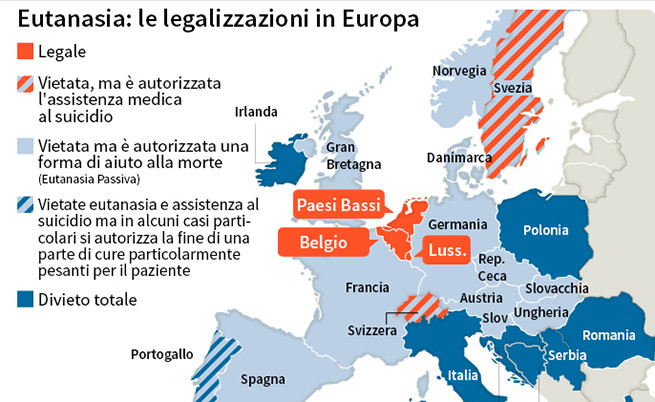 Eutanasia: le legalizzazioni in Europa
Legale
Vietata, ma è autorizzata
l'assistenza medica
al suicidio
Vietata ma è autorizzata una
forma di aiuto alla morte
(Eutanasia Passiva)
Vietate eutanasia e assistenza al
suicidio ma in alcuni casi parti-
colari si autorizza la fine di una
parte di cure particolarmente
pesanti per il paziente
Divieto totale
Norvegia
Svezia
Irlanda
Gran
Bretagna
Danimarca
Paesi Bassi
Belgio
Luss.
Germania
Polonia
Rep.
Ceca
Slovacchia
Francia
Austria
Ungheria
Svizzera
Slov
Romania
Serbia
Portogallo
Spagna
Italia